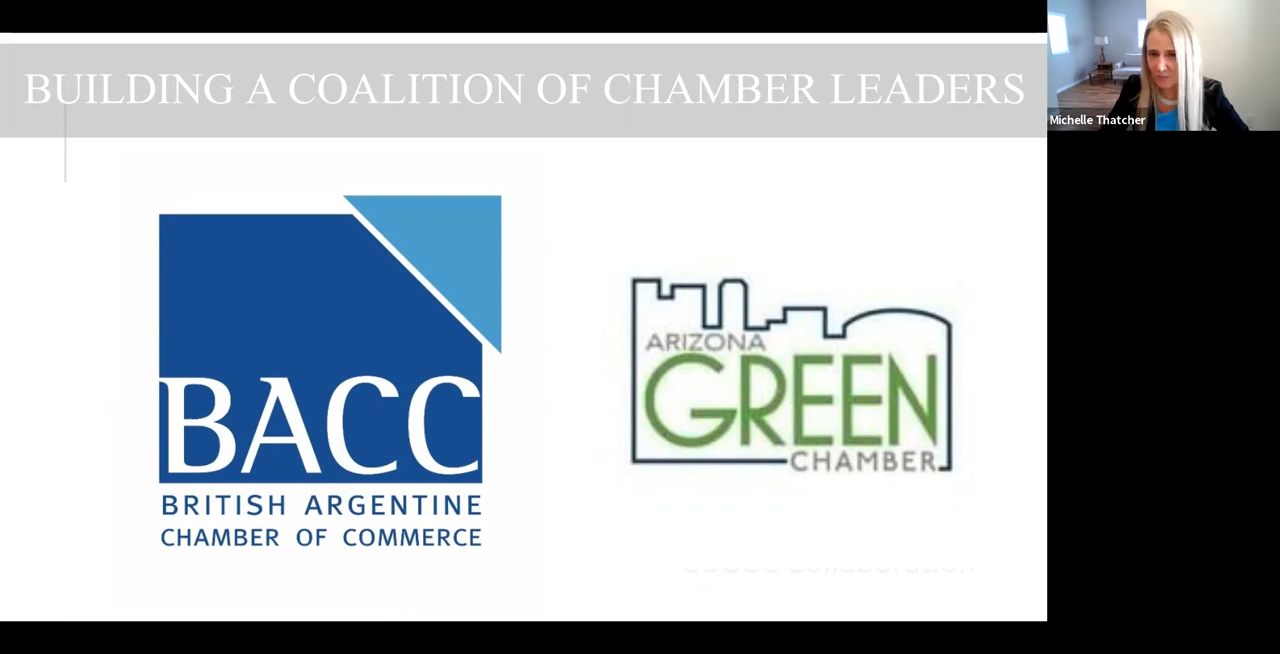 BUILDING A COALITION OF CHAMBER LEADERS
Michelle Thatcher
BACC
BRITISH ARGENTINE
CHAMBER OF COMMERCE
ARIZONA
GREEN
CHAMBER